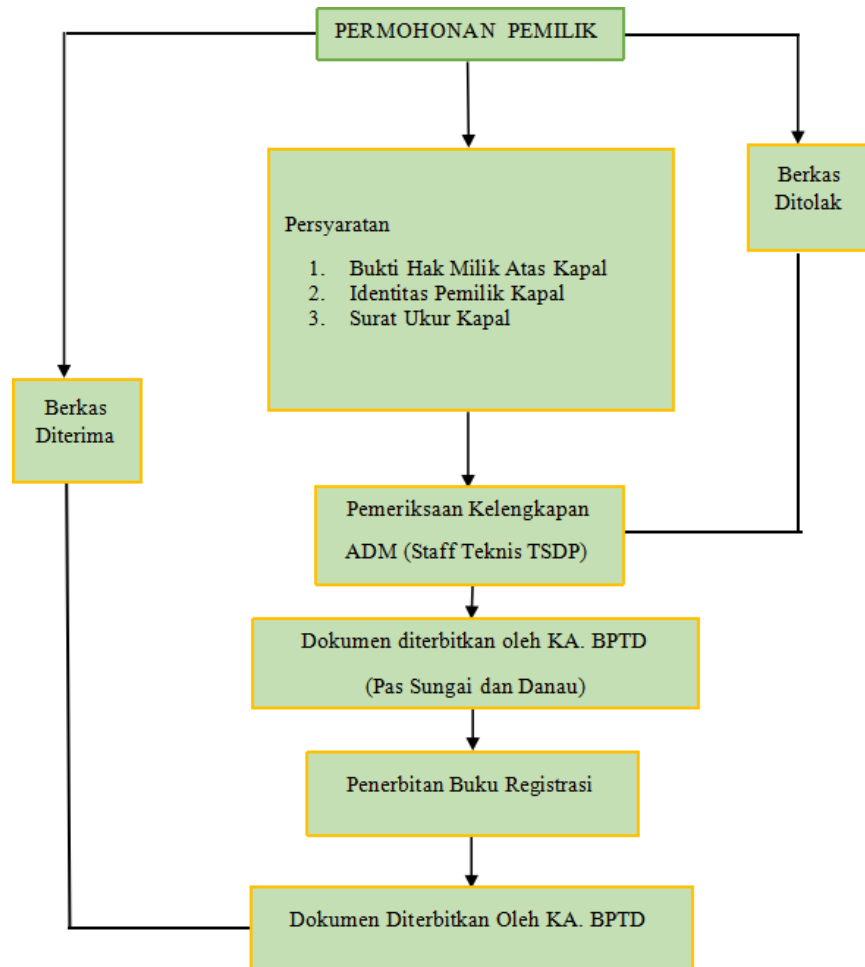 PERMOHONAN PEMILIK
Berkas
Ditolak
Persyaratan
1. Bukti Hak Milik Atas Kapal
2. Identitas Pemilik Kapal
3. Surat Ukur Kapal
Berkas
Diterima
Pemeriksaan Kelengkapan
ADM (Staff Teknis TSDP)
Dokumen diterbitkan oleh KA. BPTD
(Pas Sungai dan Danau)
Penerbitan Buku Registrasi
Dokumen Diterbitkan Oleh KA. BPTD